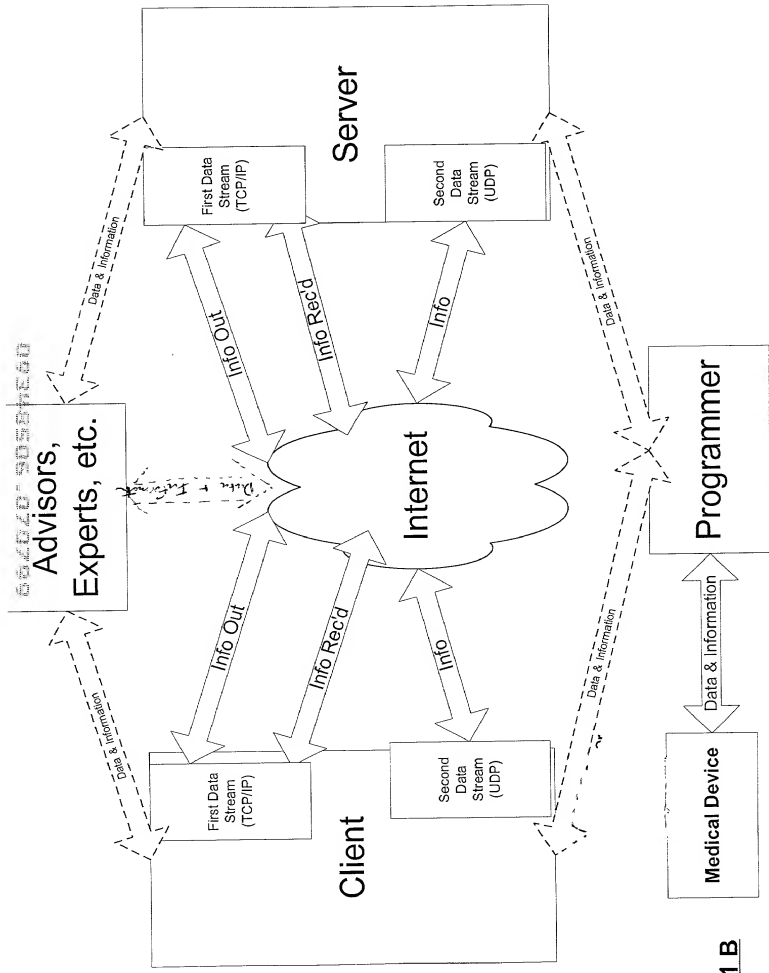 Advisors,
Experts, etc.
Data & Information
Data & Information
Client
First Data
Stream
(TCP/IP)
Second
Data
Stream
(UDP)
Info Out
Info Rec'd
Info
Internet
Info Out
Info Rec'd
Info
Server
First Data
Stream
(TCP/IP)
Second
Data
Stream
(UDP)
Data & Information
Data & Information
Medical Device
Data & Information
Programmer
1 B